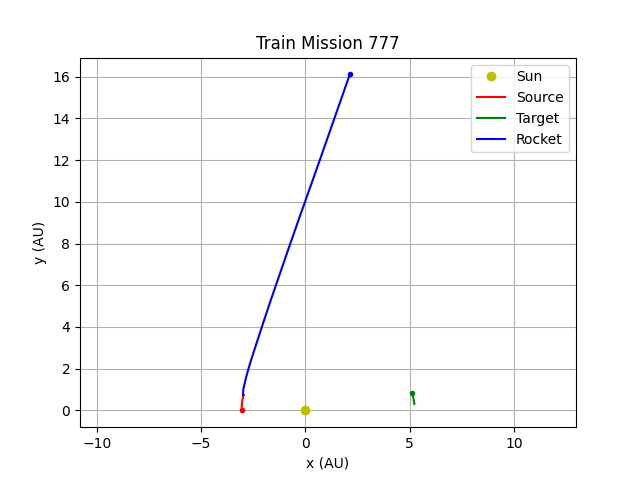 Train Mission 777
Sun
Source
Target
Rocket
16
14
12
10
8
6
4
2
0
y (AU)
−10
−5
0
5
10
x (AU)